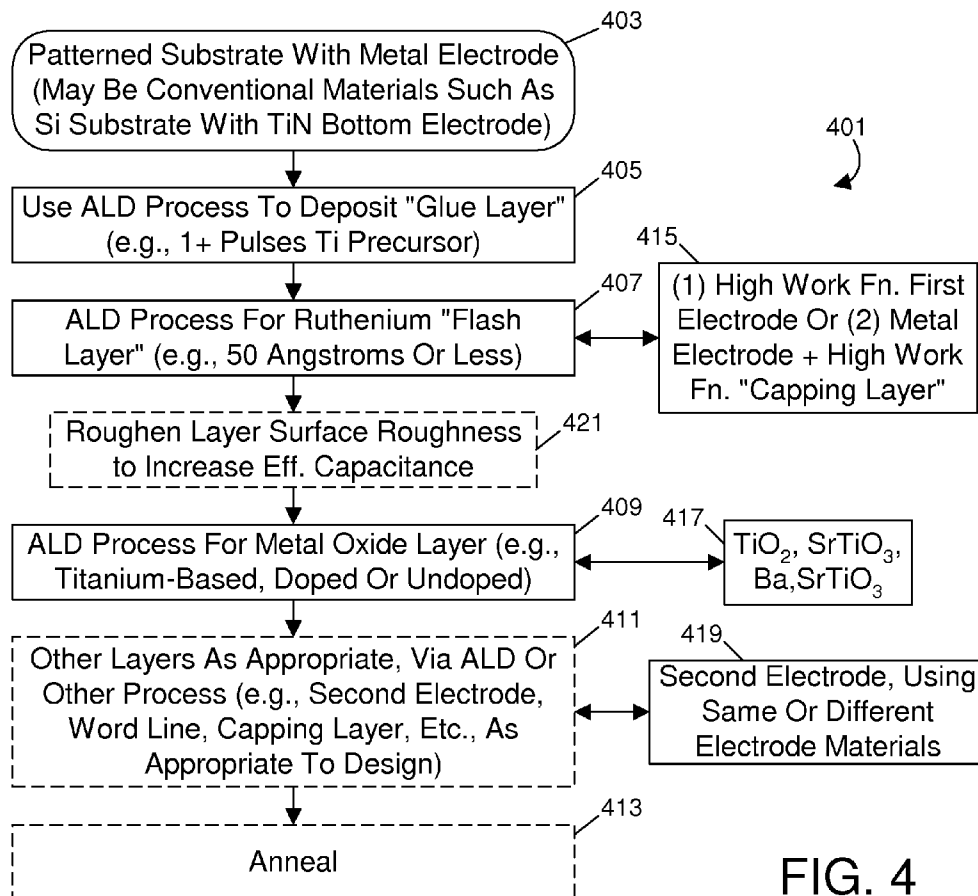 403
Patterned Substrate With Metal Electrode
(May Be Conventional Materials Such As
Si Substrate With TiN Bottom Electrode)
401
405
Use ALD Process To Deposit "Glue Layer"
(e.g., 1+ Pulses Ti Precursor)
415
(1) High Work Fn. First
Electrode Or (2) Metal
Electrode + High Work
Fn. "Capping Layer"
407
ALD Process For Ruthenium "Flash
Layer" (e.g., 50 Angstroms Or Less)
Roughen Layer Surface Roughness
to Increase Eff. Capacitance
421
409
ALD Process For Metal Oxide Layer (e.g.,
Titanium-Based, Doped Or Undoped)
417
TiO₂, SrTiO₃,
Ba,SrTiO₃
411
Other Layers As Appropriate, Via ALD Or
Other Process (e.g., Second Electrode,
Word Line, Capping Layer, Etc., As
Appropriate To Design)
419
Second Electrode, Using
Same Or Different
Electrode Materials
413
Anneal
FIG. 4